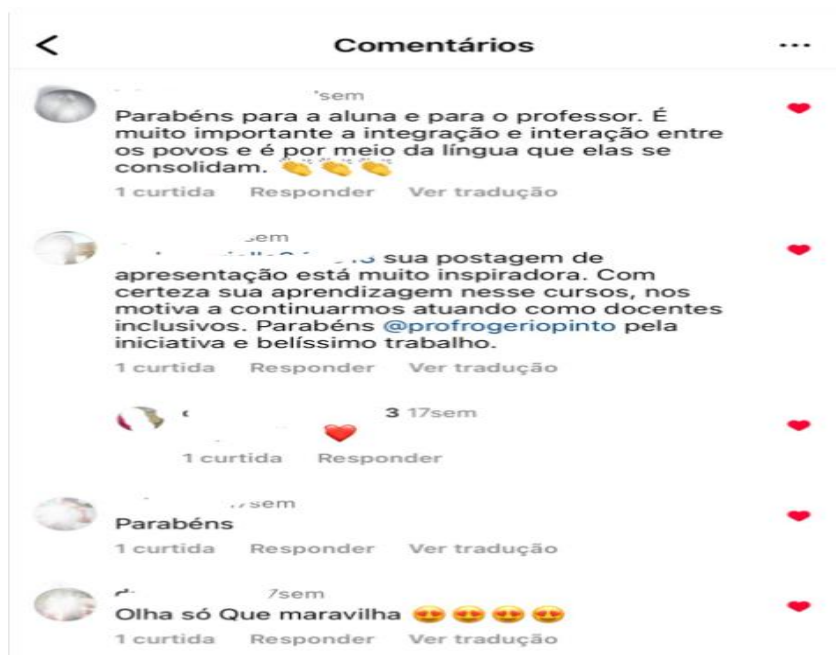 Comentários
sem
Parabéns para a aluna e para o professor. É
muito importante a integração e interação entre
os povos e é por meio da língua que elas se
consolidam. 👏👏👏
1 curtida Responder Ver tradução
sem
sua postagem de
apresentação está muito inspiradora. Com
certeza sua aprendizagem nesse cursos, nos
motiva a continuarmos atuando como docentes
inclusivos. Parabéns @profrogeriopinto pela
iniciativa e belíssimo trabalho.
1 curtida Responder Ver tradução
3 17sem
❤️
1 curtida Responder
sem
Parabéns
1 curtida Responder Ver tradução
7sem
Olha só Que maravilha 😍😍😍😍
1 curtida Responder Ver tradução